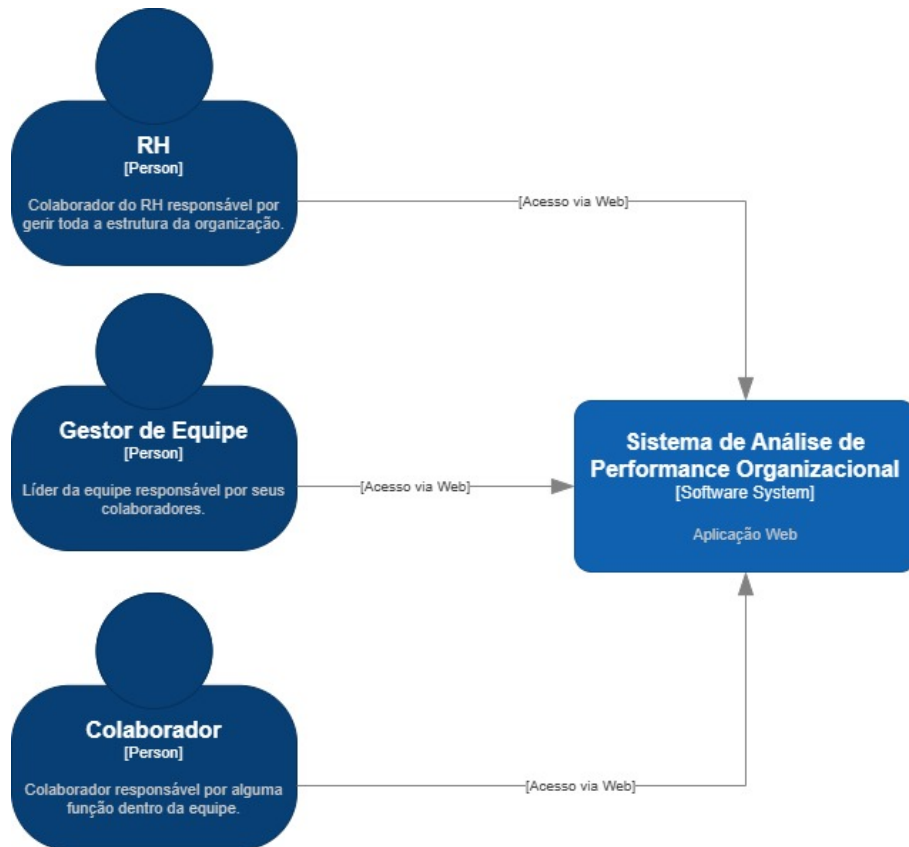 RH
[Person]
Colaborador do RH responsável por
gerir toda a estrutura da organização.
[Acesso via Web]
Gestor de Equipe
[Person]
Líder da equipe responsável por seus
colaboradores.
[Acesso via Web]
Sistema de Análise de
Performance Organizacional
[Software System]
Aplicação Web
Colaborador
[Person]
Colaborador responsável por alguma
função dentro da equipe.
[Acesso via Web]